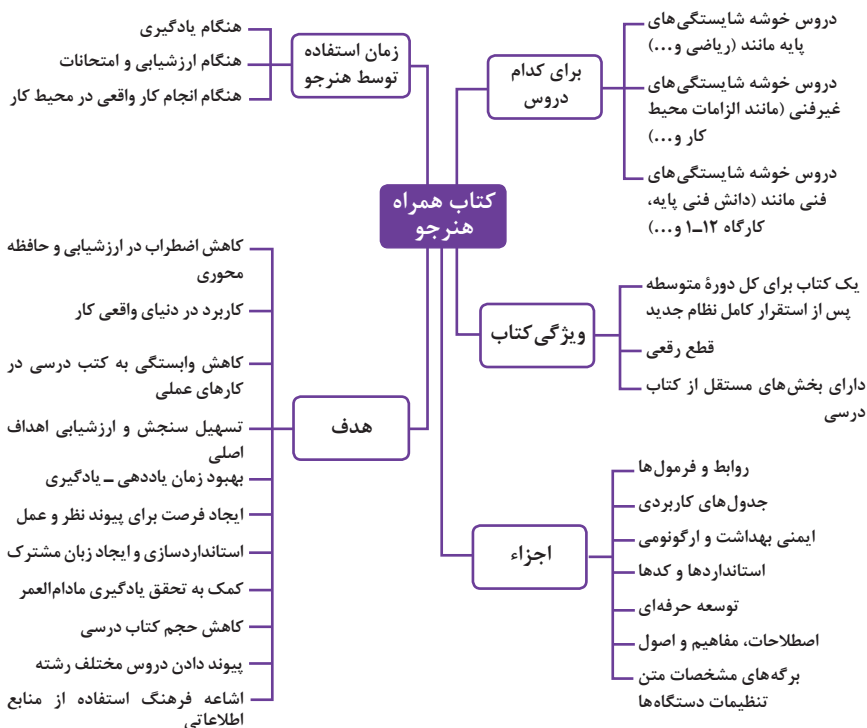 کتاب همراه
هنرجو
برای کدام
دروس
دروس خوشه شایستگی‌های
پایه مانند (ریاضی و...)
دروس خوشه شایستگی‌های
غیرفنی (مانند الزامات محیط
کار و...)
دروس خوشه شایستگی‌های
فنی مانند (دانش فنی پایه،
کارگاه ۱۲ـ۱ و...)
ویژگی کتاب
یک کتاب برای کل دورۀ متوسطه
پس از استقرار کامل نظام جدید
قطع رقعی
دارای بخش‌های مستقل از کتاب
درسی
اجزاء
روابط و فرمول‌ها
جدول‌های کاربردی
ایمنی بهداشت و ارگونومی
استانداردها و کدها
توسعه حرفه‌ای
اصطلاحات، مفاهیم و اصول
برگه‌های مشخصات متن
تنظیمات دستگاه‌ها
زمان استفاده
توسط هنرجو
هنگام یادگیری
هنگام ارزشیابی و امتحانات
هنگام انجام کار واقعی در محیط کار
هدف
کاهش اضطراب در ارزشیابی و حافظه
محوری
کاربرد در دنیای واقعی کار
کاهش وابستگی به کتب درسی در
کارهای عملی
تسهیل سنجش و ارزشیابی اهداف
اصلی
بهبود زمان یاددهی ـ یادگیری
ایجاد فرصت برای پیوند نظر و عمل
استانداردسازی و ایجاد زبان مشترک
کمک به تحقق یادگیری مادام‌العمر
کاهش حجم کتاب درسی
پیوند دادن دروس مختلف رشته
اشاعه فرهنگ استفاده از منابع
اطلاعاتی